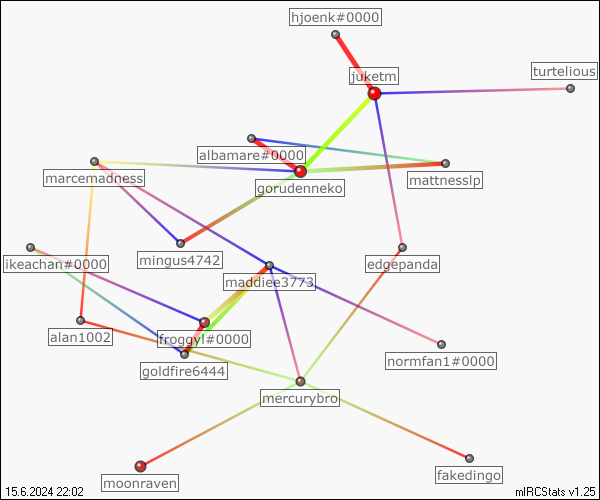 hjoenk#0000
juketm
turtelious
albamare#0000
marcemadness
gorudenneko
mattnesslp
mingus4742
ikeachan#0000
edgepanda
maddiee3773
alan1002
froggyl#0000
goldfire6444
normfan1#0000
mercurybro
moonraven
fakedingo
15.6.2024 22:02
mIRCStats v1.25